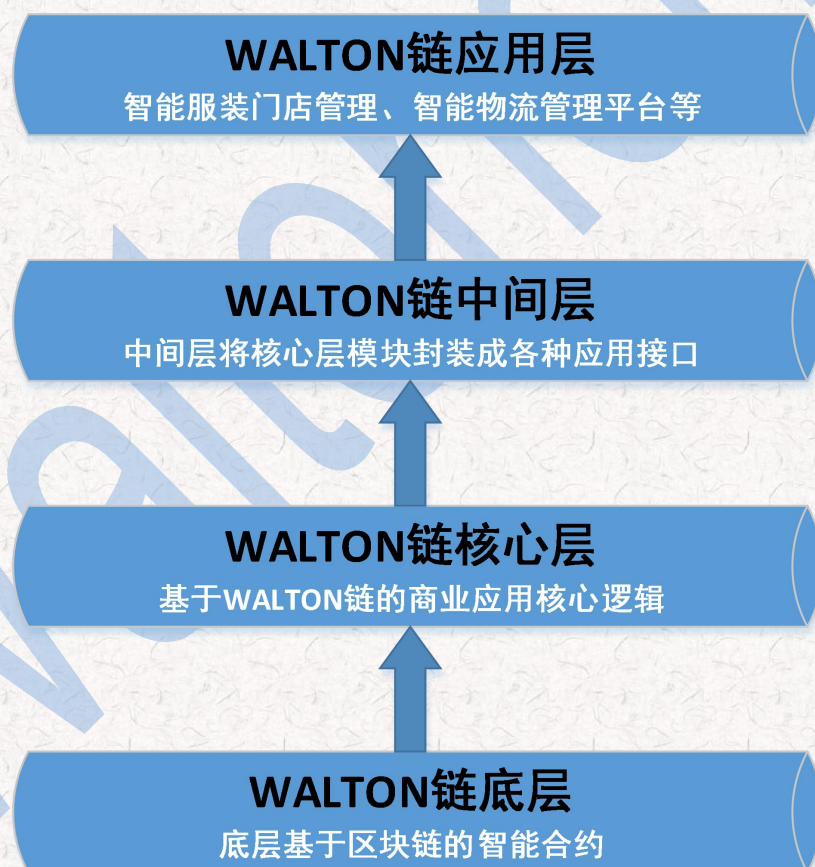 WALTON链应用层
智能服装门店管理、智能物流管理平台等
WALTON链中间层
中间层将核心层模块封装成各种应用接口
WALTON链核心层
基于WALTON链的商业应用核心逻辑
WALTON链底层
底层基于区块链的智能合约